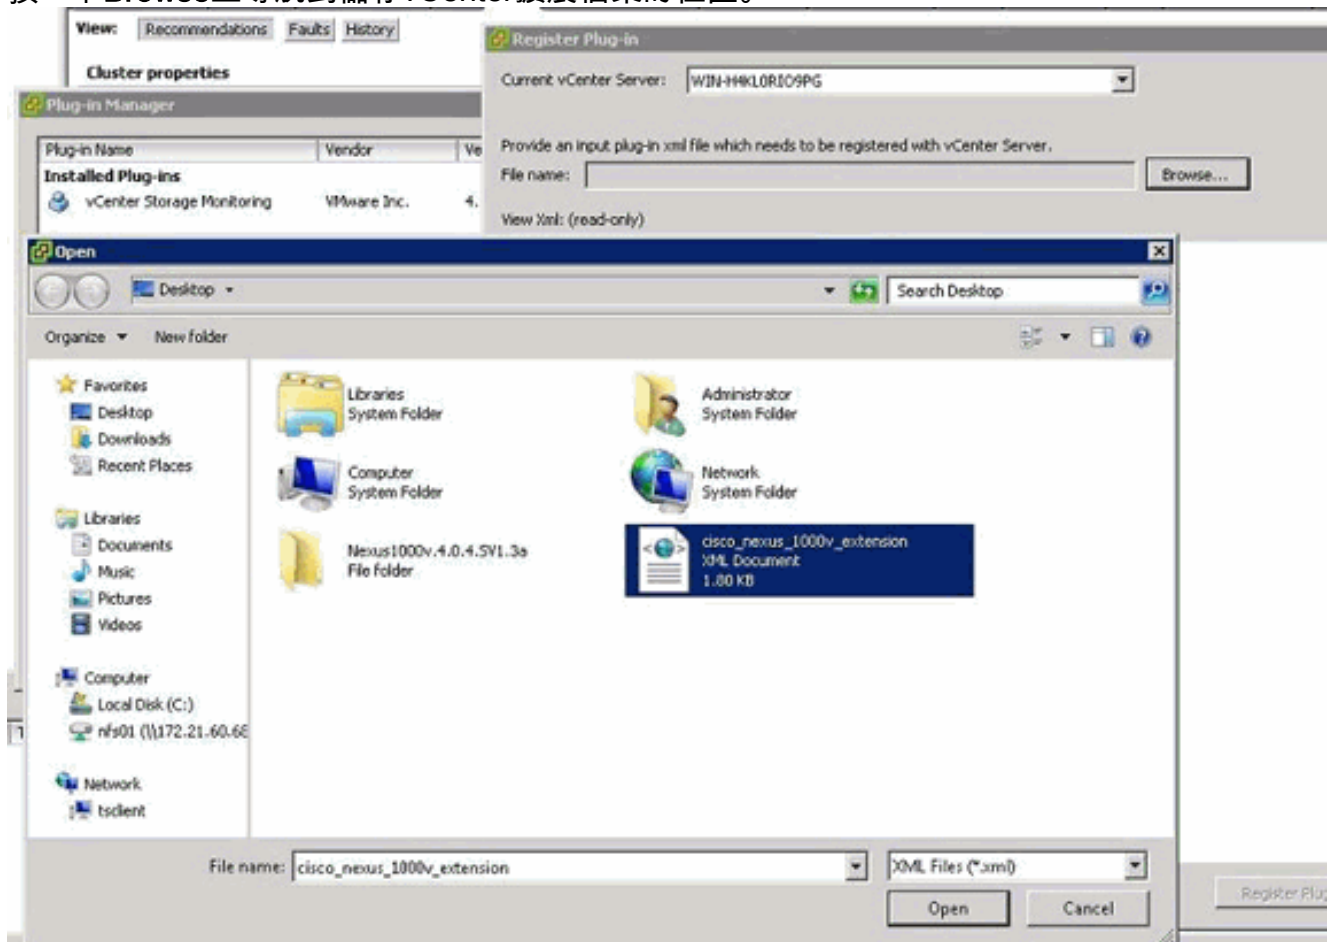 View: Recommendations Faults History
Cluster properties
Register Plug-in
Current vCenter Server: WIN-H4KL0RIO9PG
Plug-in Manager
Plug-in Name Vendor Ve
Installed Plug-ins
vCenter Storage Monitoring VMware Inc. 4.
Provide an input plug-in xml file which needs to be registered with vCenter Server.
File name: Browse...
View Xml: (read-only)
Open
Desktop Search Desktop
Organize New folder
Favorites
Desktop
Downloads
Recent Places
Libraries
Documents
Music
Pictures
Videos
Computer
Local Disk (C:)
nfs01 (\\172.21.60.68
Network
tsclient
Libraries
System Folder
Administrator
System Folder
Computer
System Folder
Network
System Folder
Nexus1000v.4.0.4.SV1.3a
File folder
cisco_nexus_1000v_extension
XML Document
1.80 KB
File name: cisco_nexus_1000v_extension XML Files (*.xml)
Open Cancel
Register Plug